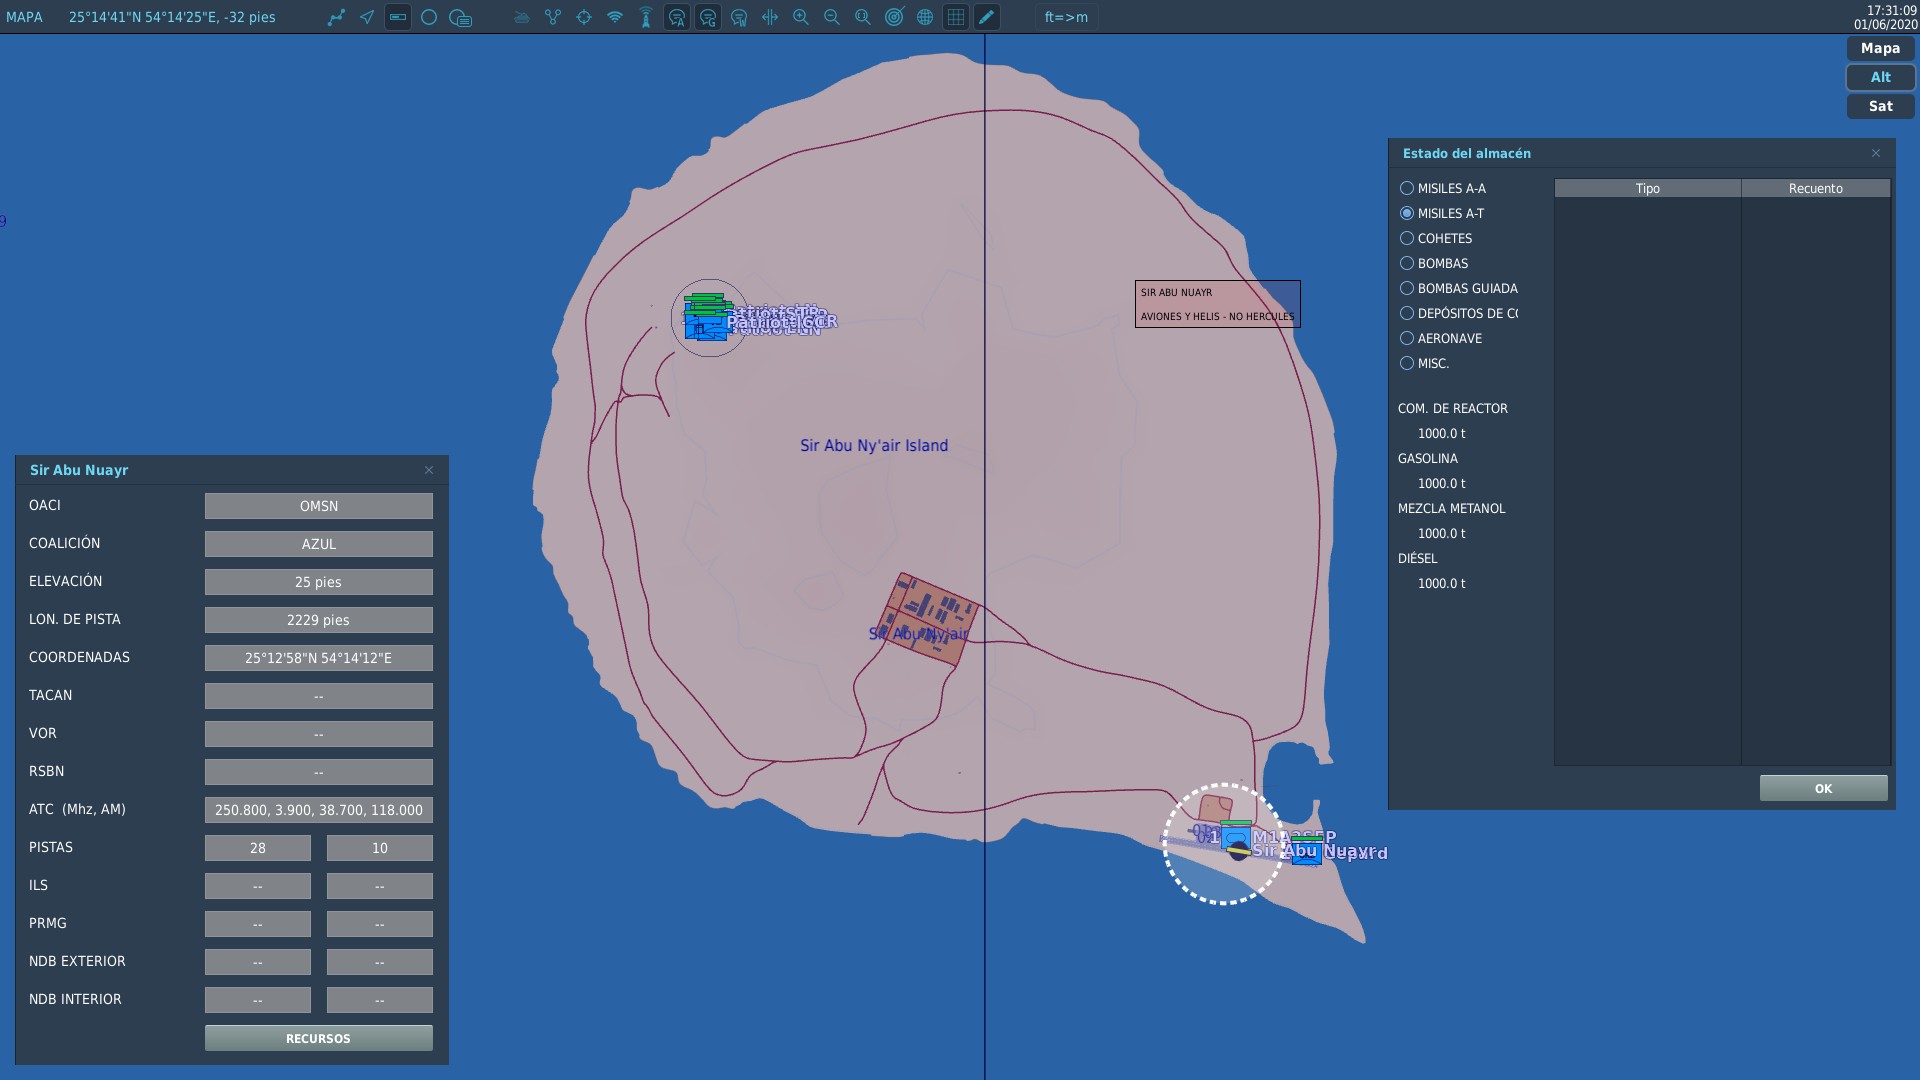 MAPA 25°14'41"N 54°14'25"E, -32 pies
ft=>m
17:31:09
01/06/2020
Mapa
Alt
Sat
9
SIR ABU NUAYR
AVIONES Y HELIS - NO HERCULES
Sir Abu Ny'air Island
Sir Abu Ny'air
M1A2SEP
Sir Abu Nuayr
Sir Abu Nuayr
OACI OMSN
COALICIÓN AZUL
ELEVACIÓN 25 pies
LON. DE PISTA 2229 pies
COORDENADAS 25°12'58"N 54°14'12"E
TACAN --
VOR --
RSBN --
ATC (Mhz, AM) 250.800, 3.900, 38.700, 118.000
PISTAS 28 10
ILS -- --
PRMG -- --
NDB EXTERIOR -- --
NDB INTERIOR -- --
RECURSOS
Estado del almacén
Tipo Recuento
MISILES A-A
MISILES A-T
COHETES
BOMBAS
BOMBAS GUIADA
DEPÓSITOS DE CO
AERONAVE
MISC.
COM. DE REACTOR
1000.0 t
GASOLINA
1000.0 t
MEZCLA METANOL
1000.0 t
DIÉSEL
1000.0 t
OK